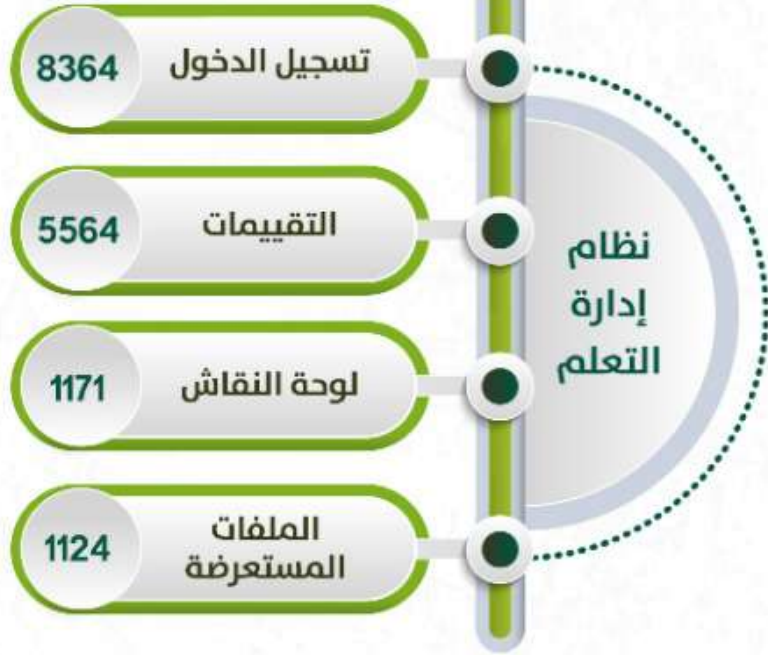 نظام
إدارة
التعلم
تسجيل الدخول
8364
التقييمات
5564
لوحة النقاش
1171
الملفات
المستعرضة
1124